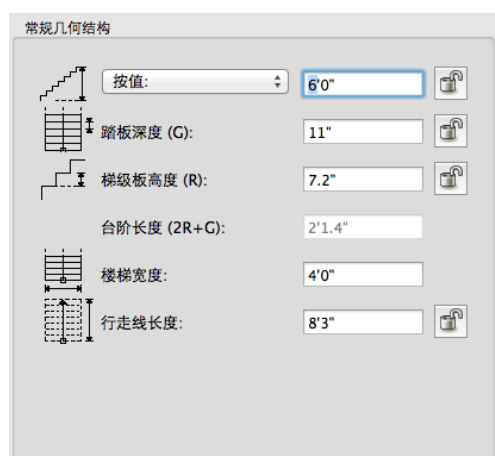 常规几何结构
按值: 6'0"
踏板深度 (G): 11"
梯级板高度 (R): 7.2"
台阶长度 (2R+G): 2'1.4"
楼梯宽度: 4'0"
行走线长度: 8'3"